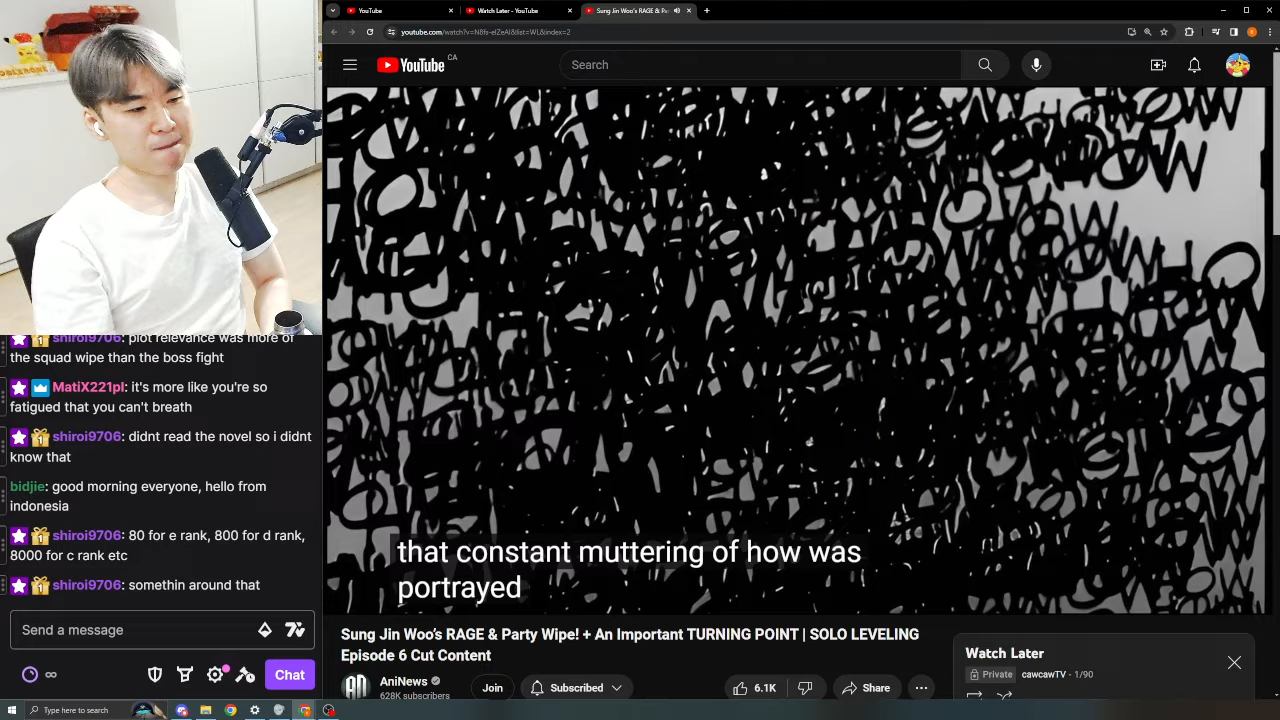 YouTube
Watch Later - YouTube
Sung Jin Woo's RAGE & Pa
youtube.com/watch?v=N8fs-elZeAI&list=WL&index=2
YouTube CA
Search
that constant muttering of how was
portrayed
shiroi9706: plot relevance was more of
the squad wipe than the boss fight
MatiX221pl: it's more like you're so
fatigued that you can't breath
shiroi9706: didnt read the novel so i didnt
know that
bidjie: good morning everyone, hello from
indonesia
shiroi9706: 80 for e rank, 800 for d rank,
8000 for c rank etc
shiroi9706: somethin around that
Send a message
Chat
Sung Jin Woo's RAGE & Party Wipe! + An Important TURNING POINT | SOLO LEVELING
Episode 6 Cut Content
AniNews
628K subscribers
Join
Subscribed
6.1K
Share
Watch Later
Private
cawcawTV - 1/90
Type here to search